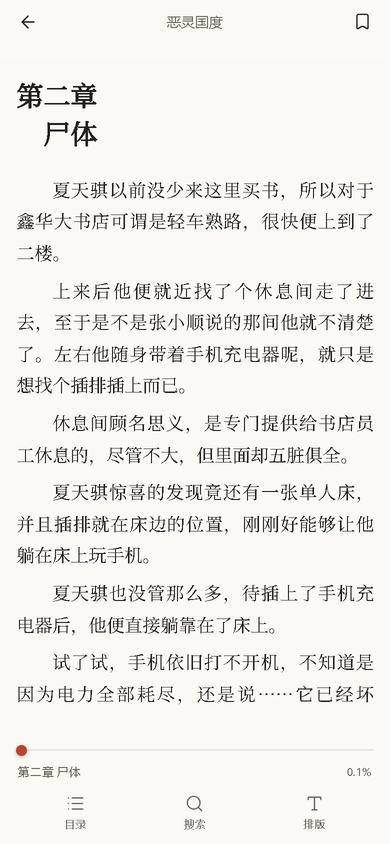 恶灵国度
第二章
尸体
夏天骐以前没少来这里买书，所以对于
鑫华大书店可谓是轻车熟路，很快便上到了
二楼。
上来后他便就近找了个休息间走了进
去，至于是不是张小顺说的那间他就不清楚
了。左右他随身带着手机充电器呢，就只是
想找个插排插上而已。
休息间顾名思义，是专门提供给书店员
工休息的，尽管不大，但里面却五脏俱全。
夏天骐惊喜的发现竟还有一张单人床，
并且插排就在床边的位置，刚刚好能够让他
躺在床上玩手机。
夏天骐也没管那么多，待插上了手机充
电器后，他便直接躺靠在了床上。
试了试，手机依旧打不开机，不知道是
因为电力全部耗尽，还是说……它已经坏
第二章 尸体
0.1%
目录
搜索
排版